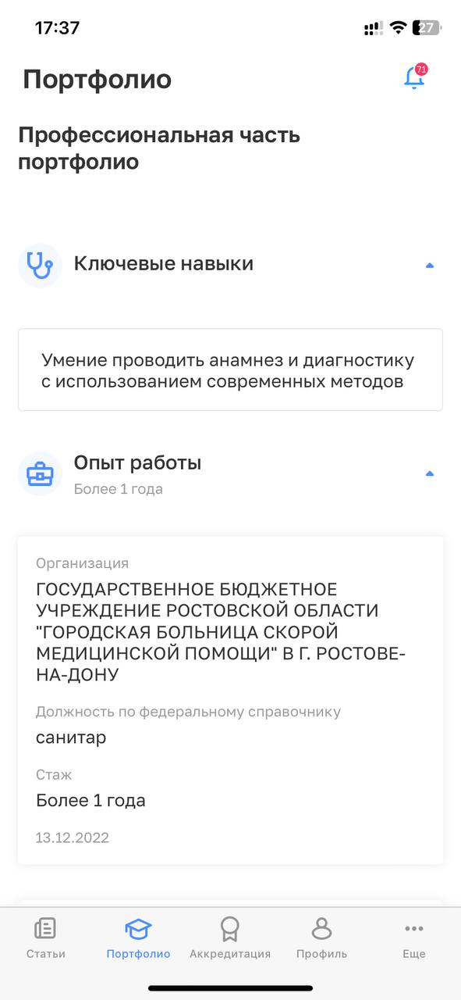 17:37
27
Портфолио
71
Профессиональная часть
портфолио
Ключевые навыки
Умение проводить анамнез и диагностику
с использованием современных методов
Опыт работы
Более 1 года
Организация
ГОСУДАРСТВЕННОЕ БЮДЖЕТНОЕ
УЧРЕЖДЕНИЕ РОСТОВСКОЙ ОБЛАСТИ
"ГОРОДСКАЯ БОЛЬНИЦА СКОРОЙ
МЕДИЦИНСКОЙ ПОМОЩИ" В Г. РОСТОВЕ-
НА-ДОНУ
Должность по федеральному справочнику
санитар
Стаж
Более 1 года
13.12.2022
Статьи
Портфолио
Аккредитация
Профиль
Еще